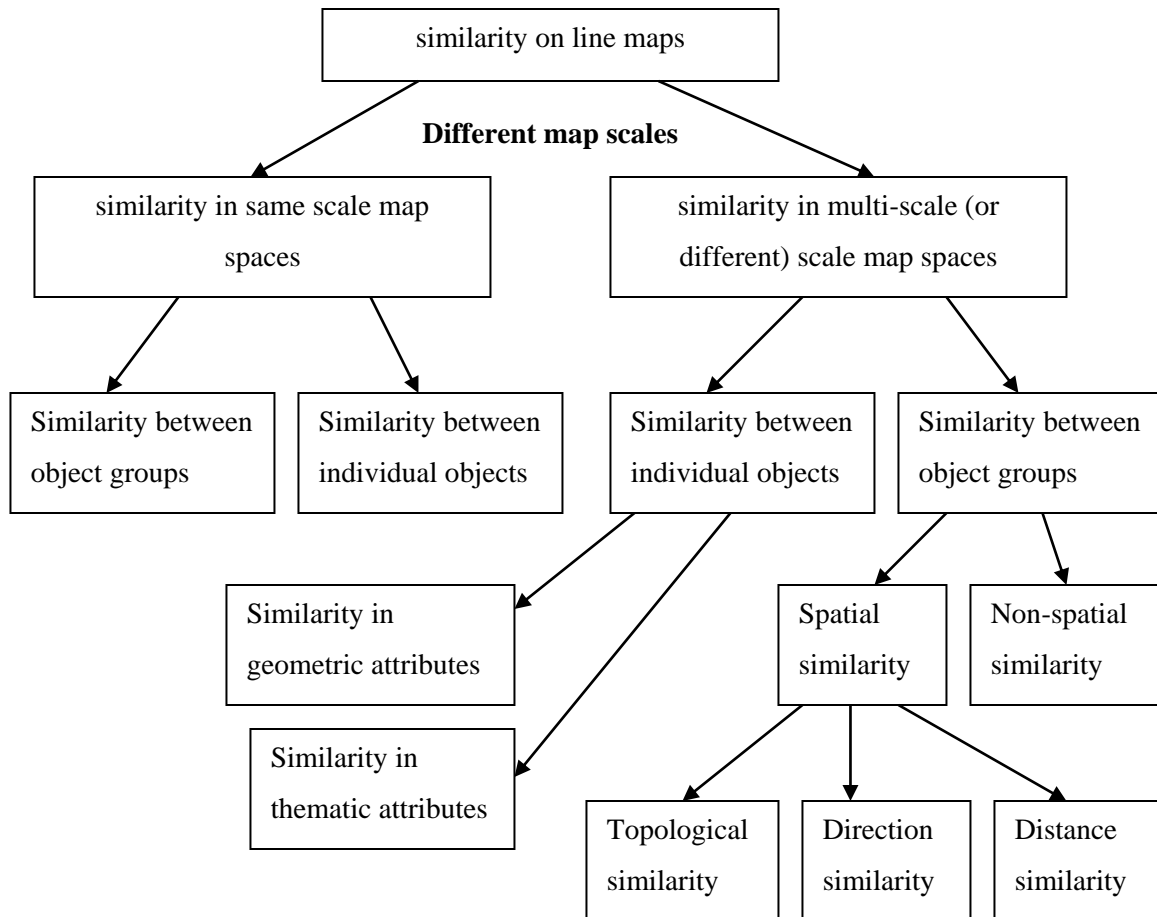 similarity on line maps
Different map scales
similarity in same scale map
spaces
similarity in multi-scale (or
different) scale map spaces
Similarity between
object groups
Similarity between
individual objects
Similarity between
individual objects
Similarity between
object groups
Similarity in
geometric attributes
Spatial
similarity
Non-spatial
similarity
Similarity in
thematic attributes
Topological
similarity
Direction
similarity
Distance
similarity